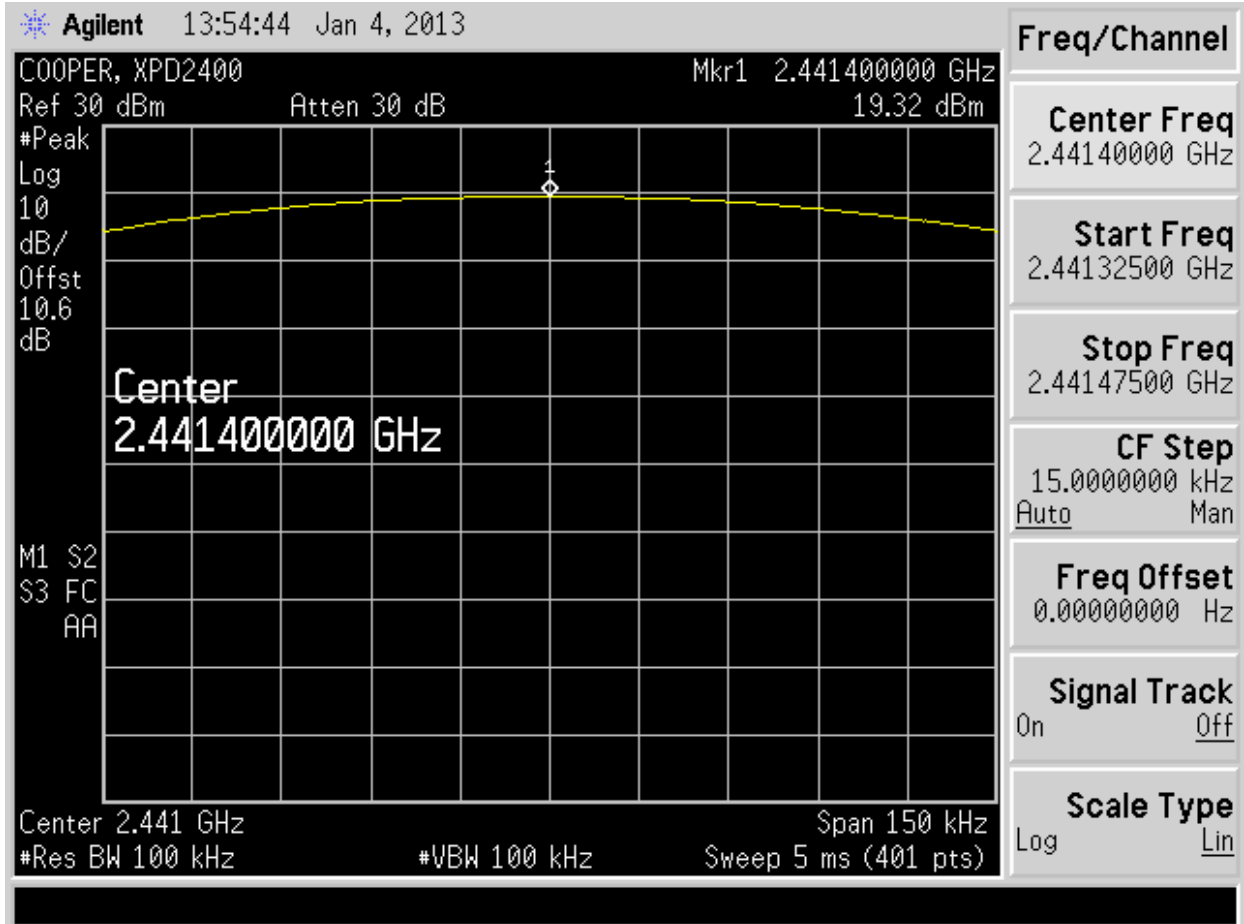 Agilent 13:54:44 Jan 4, 2013
COOPER, XPD2400 Mkr1 2.441400000 GHz
Ref 30 dBm Atten 30 dB 19.32 dBm
#Peak
Log
10
dB/
Offst
10.6
dB
1
Center
2.441400000 GHz
M1 S2
S3 FC
AA
Center 2.441 GHz Span 150 kHz
#Res BW 100 kHz #VBW 100 kHz Sweep 5 ms (401 pts)
Freq/Channel
Center Freq
2.44140000 GHz
Start Freq
2.44132500 GHz
Stop Freq
2.44147500 GHz
CF Step
15.0000000 kHz
Auto Man
Freq Offset
0.00000000 Hz
Signal Track
On Off
Scale Type
Log Lin